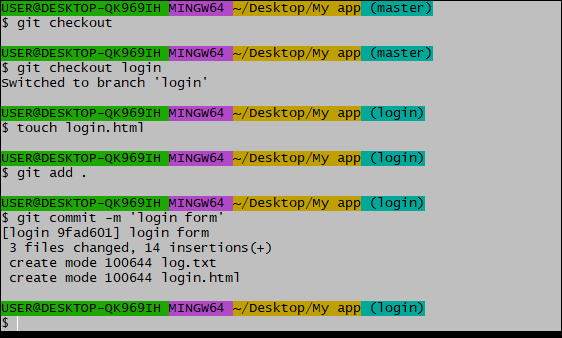 USER@DESKTOP-QK969IH MINGW64 ~/Desktop/My app (master)
$ git checkout
USER@DESKTOP-QK969IH MINGW64 ~/Desktop/My app (master)
$ git checkout login
Switched to branch 'login'
USER@DESKTOP-QK969IH MINGW64 ~/Desktop/My app (login)
$ touch login.html
USER@DESKTOP-QK969IH MINGW64 ~/Desktop/My app (login)
$ git add .
USER@DESKTOP-QK969IH MINGW64 ~/Desktop/My app (login)
$ git commit -m 'login form'
[login 9fad601] login form
 3 files changed, 14 insertions(+)
 create mode 100644 log.txt
 create mode 100644 login.html
USER@DESKTOP-QK969IH MINGW64 ~/Desktop/My app (login)
$